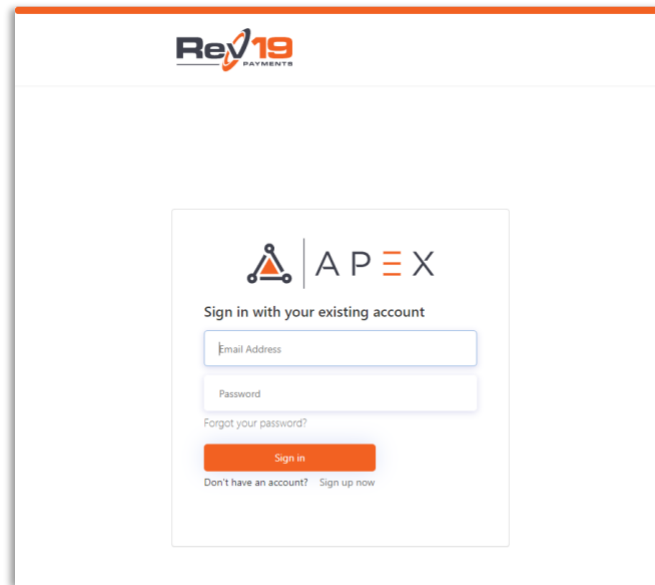 Rev19
PAYMENTS
APEX
Sign in with your existing account
Email Address
Password
Forgot your password?
Sign in
Don't have an account? Sign up now